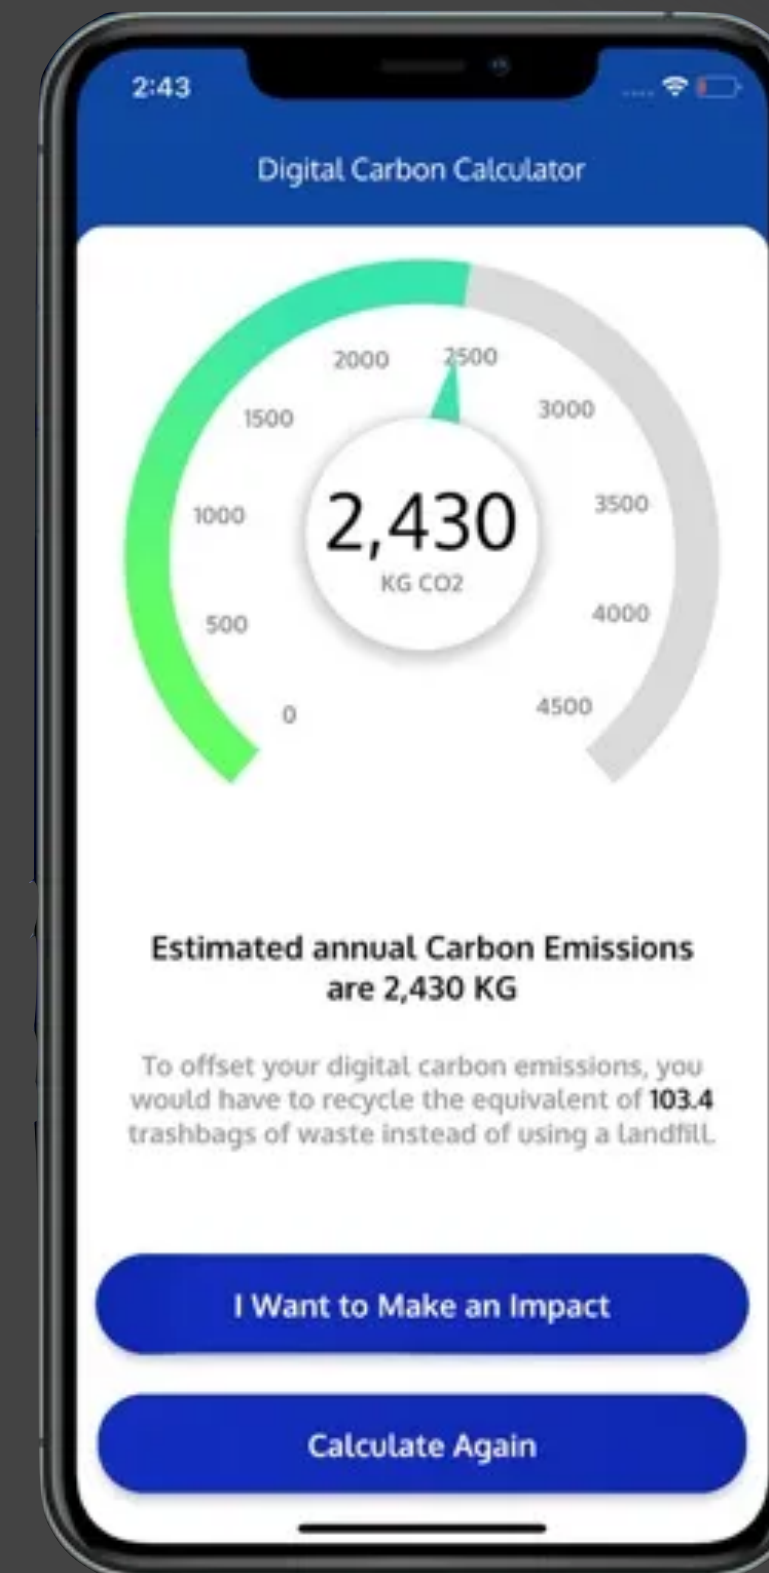 2:43
Digital Carbon Calculator
2000
2500
1500
3000
1000
3500
500
4000
0
4500
2,430
KG CO2
Estimated annual Carbon Emissions
are 2,430 KG
To offset your digital carbon emissions, you
would have to recycle the equivalent of 103.4
trashbags of waste instead of using a landfill.
I Want to Make an Impact
Calculate Again